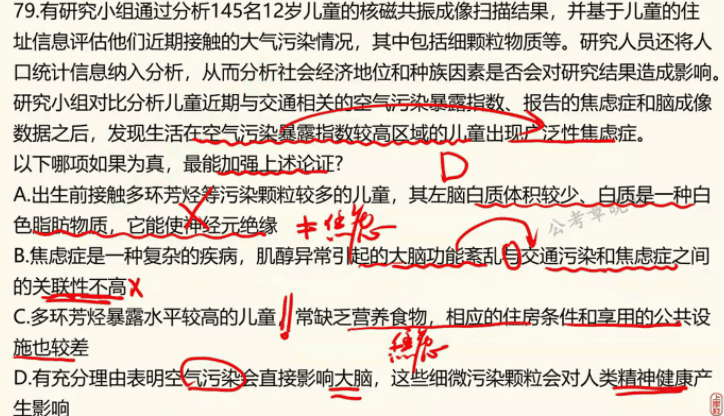 79.有研究小组通过分析145名12岁儿童的核磁共振成像扫描结果，并基于儿童的住
址信息评估他们近期接触的大气污染情况，其中包括细颗粒物质等。研究人员还将人
口统计信息纳入分析，从而分析社会经济地位和种族因素是否会对研究结果造成影响。
研究小组对比分析儿童近期与交通相关的空气污染暴露指数、报告的焦虑症和脑成像
数据之后，发现生活在空气污染暴露指数较高区域的儿童出现广泛性焦虑症。
以下哪项如果为真，最能加强上述论证?
D
A.出生前接触多环芳烃等污染颗粒较多的儿童，其左脑白质体积较少，白质是一种白
色脂肪物质，它能使神经元绝缘
≠焦虑
公考章晓
B.焦虑症是一种复杂的疾病，肌醇异常引起的大脑功能紊乱与交通污染和焦虑症之间
的关联性不高
C.多环芳烃暴露水平较高的儿童，常缺乏营养食物，相应的住房条件和享用的公共设
施也较差
焦虑
D.有充分理由表明空气污染会直接影响大脑，这些细微污染颗粒会对人类精神健康产
生影响